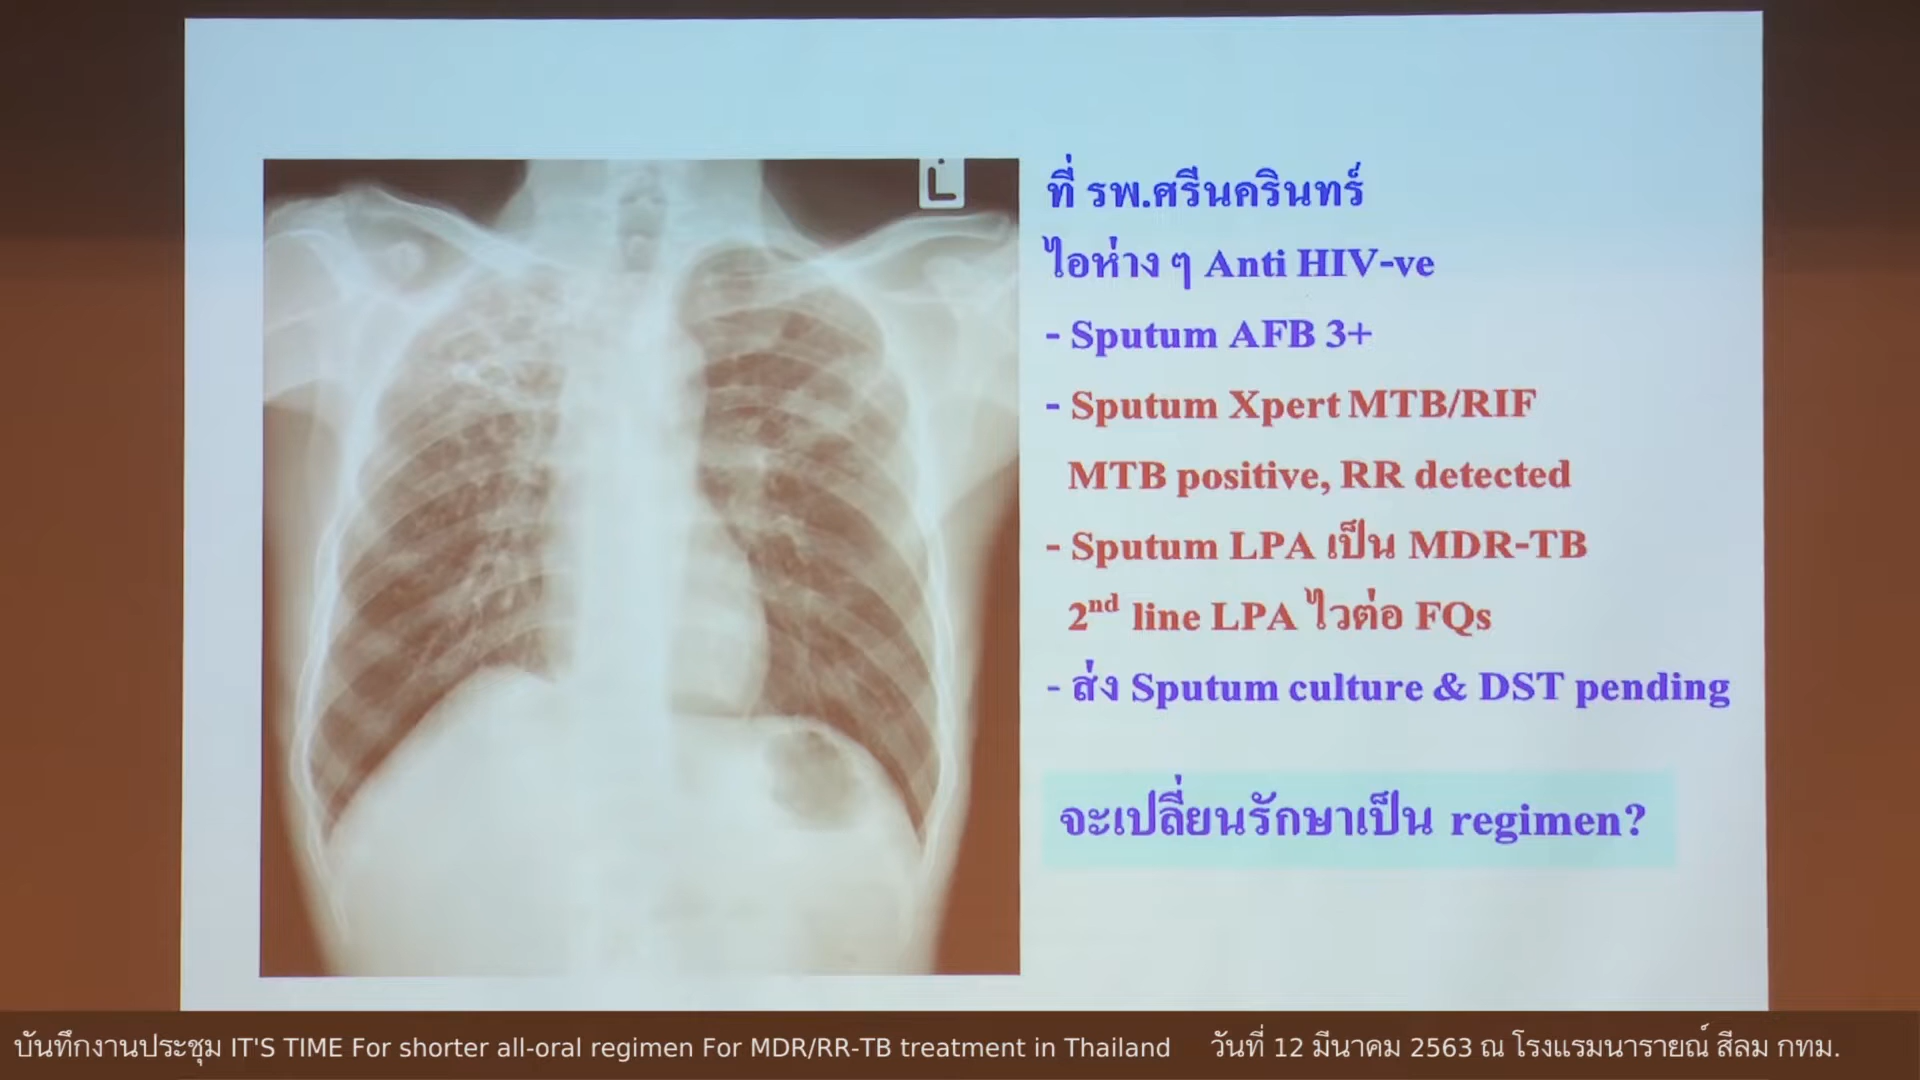 L
ที่ รพ.ศรีนครินทร์
ไอห่าง ๆ Anti HIV-ve
- Sputum AFB 3+
- Sputum Xpert MTB/RIF
MTB positive, RR detected
- Sputum LPA เป็น MDR-TB
2nd line LPA ไวต่อ FQs
- ส่ง Sputum culture & DST pending
จะเปลี่ยนรักษาเป็น regimen?
บันทึกงานประชุม IT'S TIME For shorter all-oral regimen For MDR/RR-TB treatment in Thailand วันที่ 12 มีนาคม 2563 ณ โรงแรมนารายณ์ สีลม กทม.